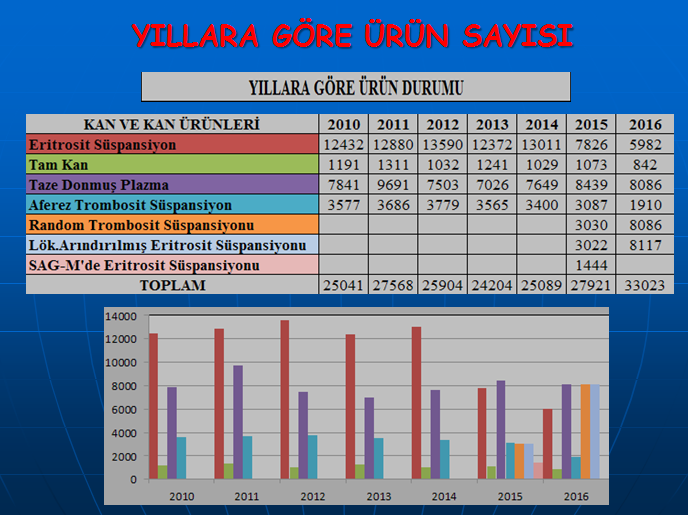 YILLARA GÖRE ÜRÜN SAYISI
YILLARA GÖRE ÜRÜN DURUMU
KAN VE KAN ÜRÜNLERİ 2010 2011 2012 2013 2014 2015 2016
Eritrosit Süspansiyon 12432 12880 13590 12372 13011 7826 5982
Tam Kan 1191 1311 1032 1241 1029 1073 842
Taze Donmuş Plazma 7841 9691 7503 7026 7649 8439 8086
Aferez Trombosit Süspansiyon 3577 3686 3779 3565 3400 3087 1910
Random Trombosit Süspansiyonu 3030 8086
Lök.Arındırılmış Eritrosit Süspansiyonu 3022 8117
SAG-M'de Eritrosit Süspansiyonu 1444
TOPLAM 25041 27568 25904 24204 25089 27921 33023
14000
12000
10000
8000
6000
4000
2000
0
2010 2011 2012 2013 2014 2015 2016